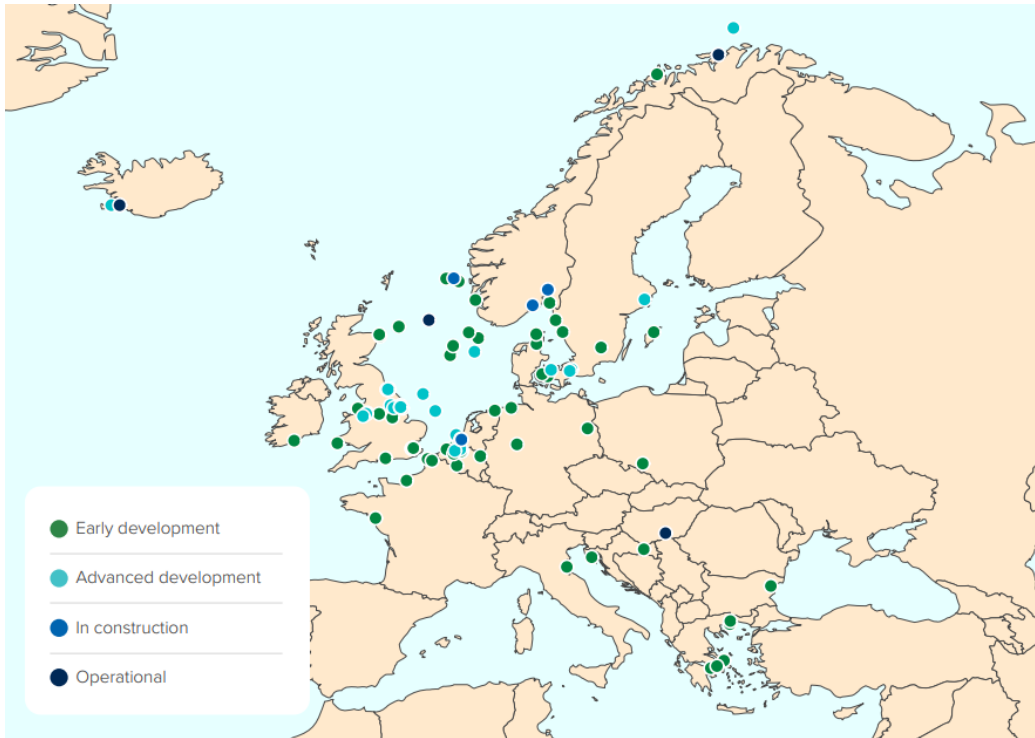 Early development
Advanced development
In construction
Operational